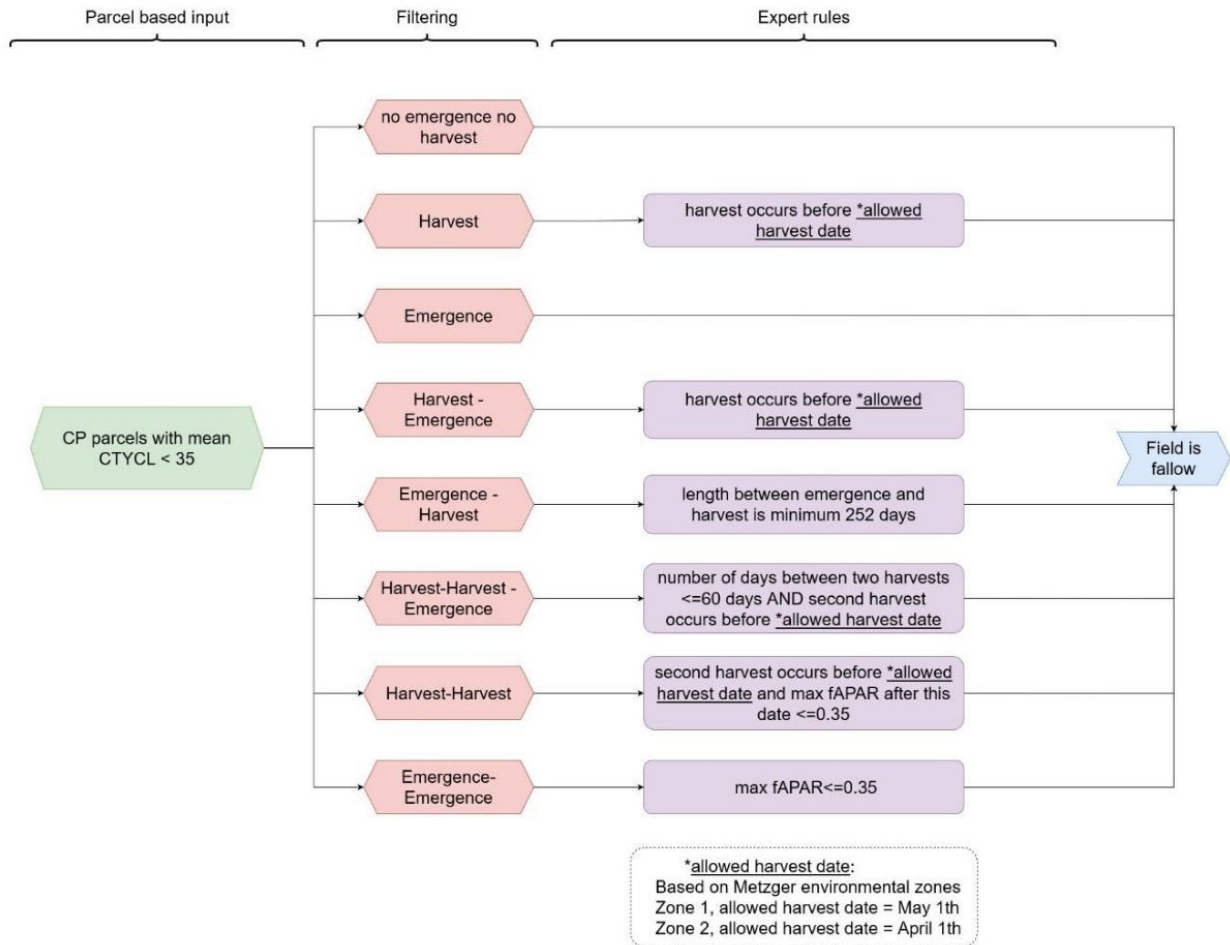 Parcel based input
Filtering
Expert rules
no emergence no
harvest
Harvest
harvest occurs before *allowed
harvest date
Emergence
Harvest -
Emergence
harvest occurs before *allowed
harvest date
CP parcels with mean
CTYCL < 35
Field is
fallow
Emergence -
Harvest
length between emergence and
harvest is minimum 252 days
Harvest-Harvest -
Emergence
number of days between two harvests
<=60 days AND second harvest
occurs before *allowed harvest date
Harvest-Harvest
second harvest occurs before *allowed
harvest date and max fAPAR after this
date <=0.35
Emergence-
Emergence
max fAPAR<=0.35
*allowed harvest date:
Based on Metzger environmental zones
Zone 1, allowed harvest date = May 1th
Zone 2, allowed harvest date = April 1th